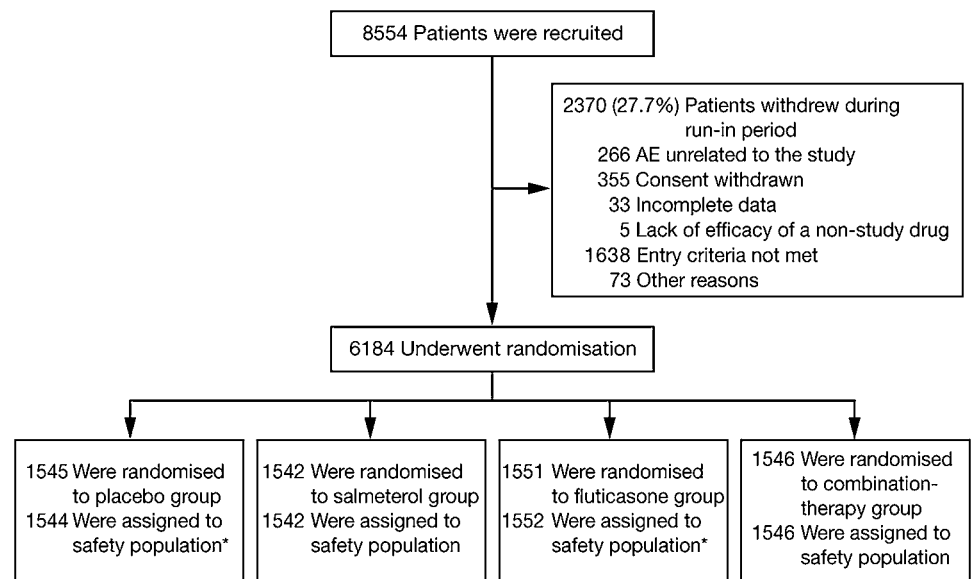 8554 Patients were recruited
2370 (27.7%) Patients withdrew during
run-in period
266 AE unrelated to the study
355 Consent withdrawn
33 Incomplete data
5 Lack of efficacy of a non-study drug
1638 Entry criteria not met
73 Other reasons
6184 Underwent randomisation
1545 Were randomised
to placebo group
1544 Were assigned to
safety population*
1542 Were randomised
to salmeterol group
1542 Were assigned to
safety population
1551 Were randomised
to fluticasone group
1552 Were assigned to
safety population*
1546 Were randomised
to combination-
therapy group
1546 Were assigned to
safety population